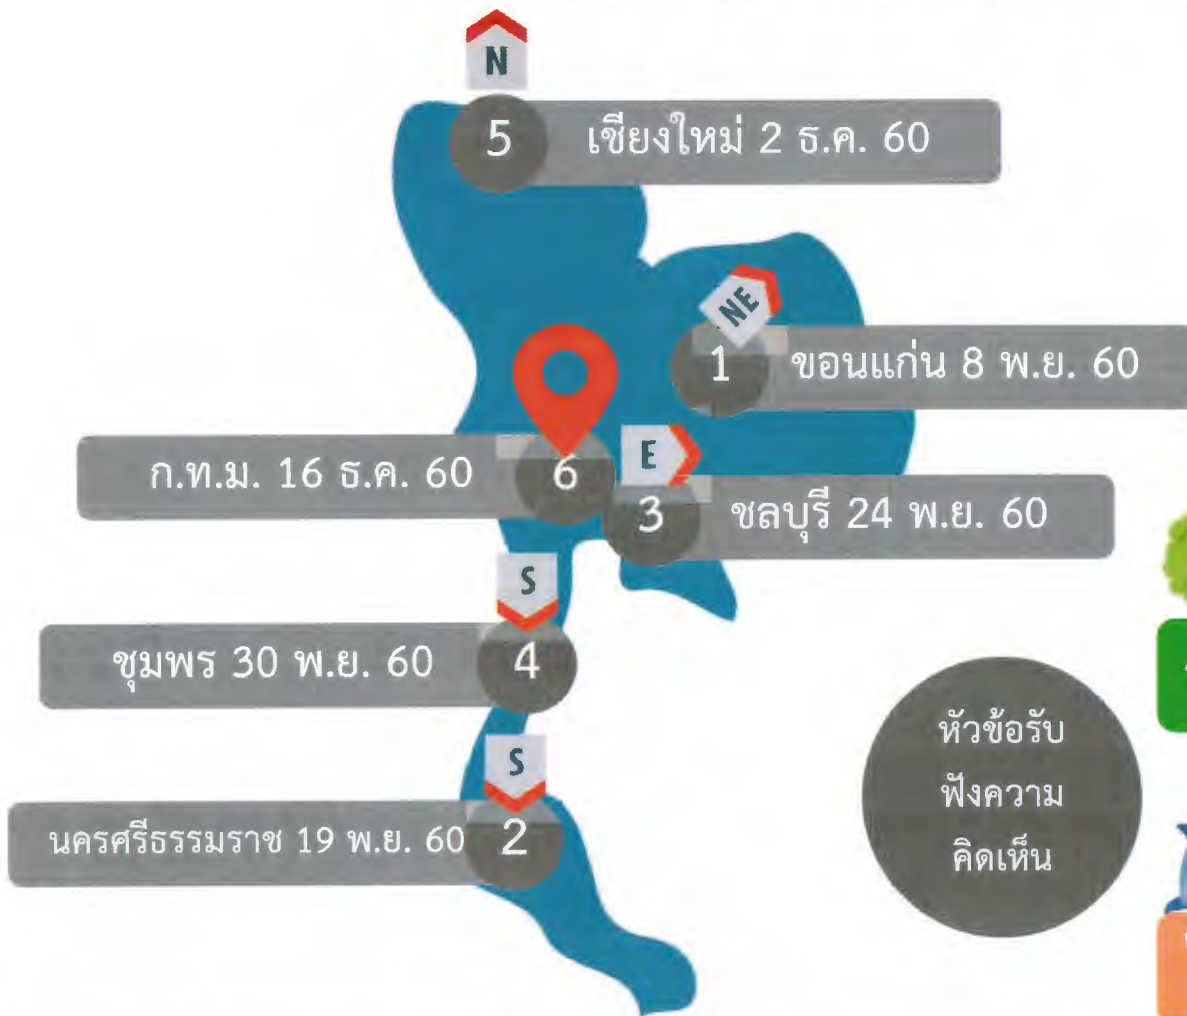 N
5 เชียงใหม่ 2 ธ.ค. 60
NE
1 ขอนแก่น 8 พ.ย. 60
ก.ท.ม. 16 ธ.ค. 60 6
E
3 ชลบุรี 24 พ.ย. 60
S
ชุมพร 30 พ.ย. 60 4
S
นครศรีธรรมราช 19 พ.ย. 60 2
หัวข้อรับ
ฟังความ
คิดเห็น